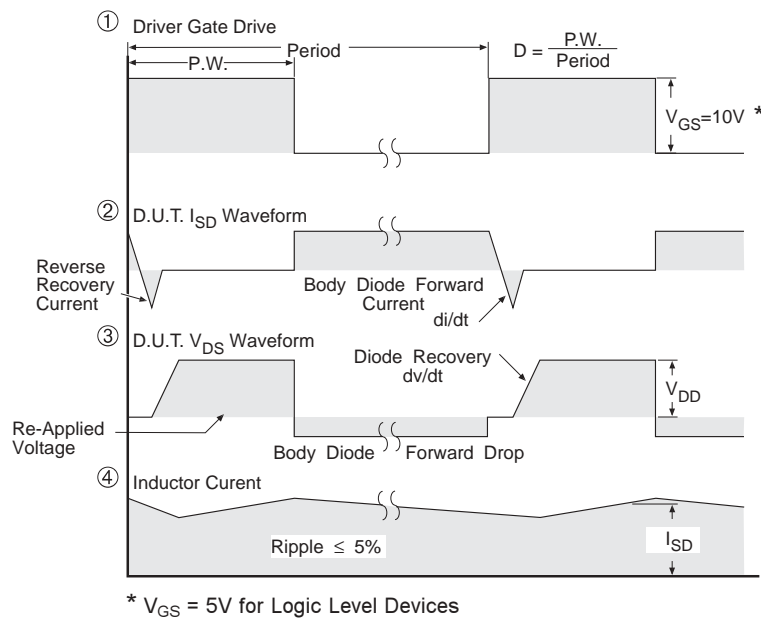 ① Driver Gate Drive
P.W.
Period
D = P.W.
Period
V_GS=10V *
② D.U.T. I_SD Waveform
Reverse
Recovery
Current
Body Diode Forward
Current
di/dt
③ D.U.T. V_DS Waveform
Diode Recovery
dv/dt
V_DD
Re-Applied
Voltage
Body Diode Forward Drop
④ Inductor Curent
Ripple ≤ 5%
I_SD
* V_GS = 5V for Logic Level Devices